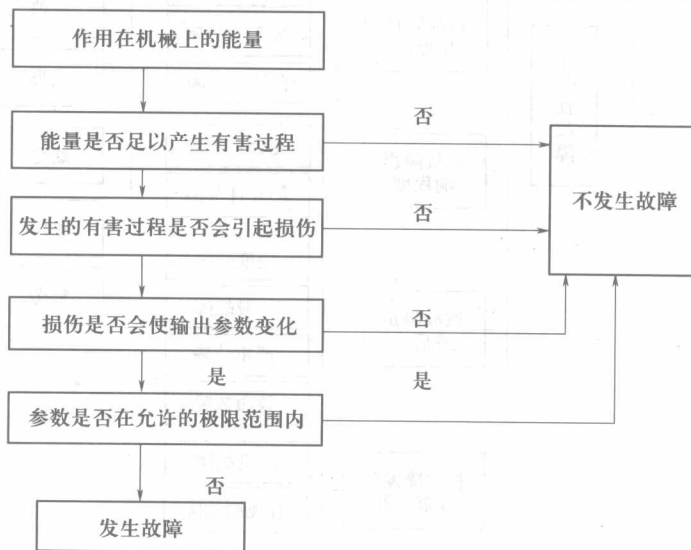 作用在机械上的能量
否
能量是否足以产生有害过程
不发生故障
否
发生的有害过程是否会引起损伤
否
损伤是否会使输出参数变化
是
是
参数是否在允许的极限范围内
否
发生故障